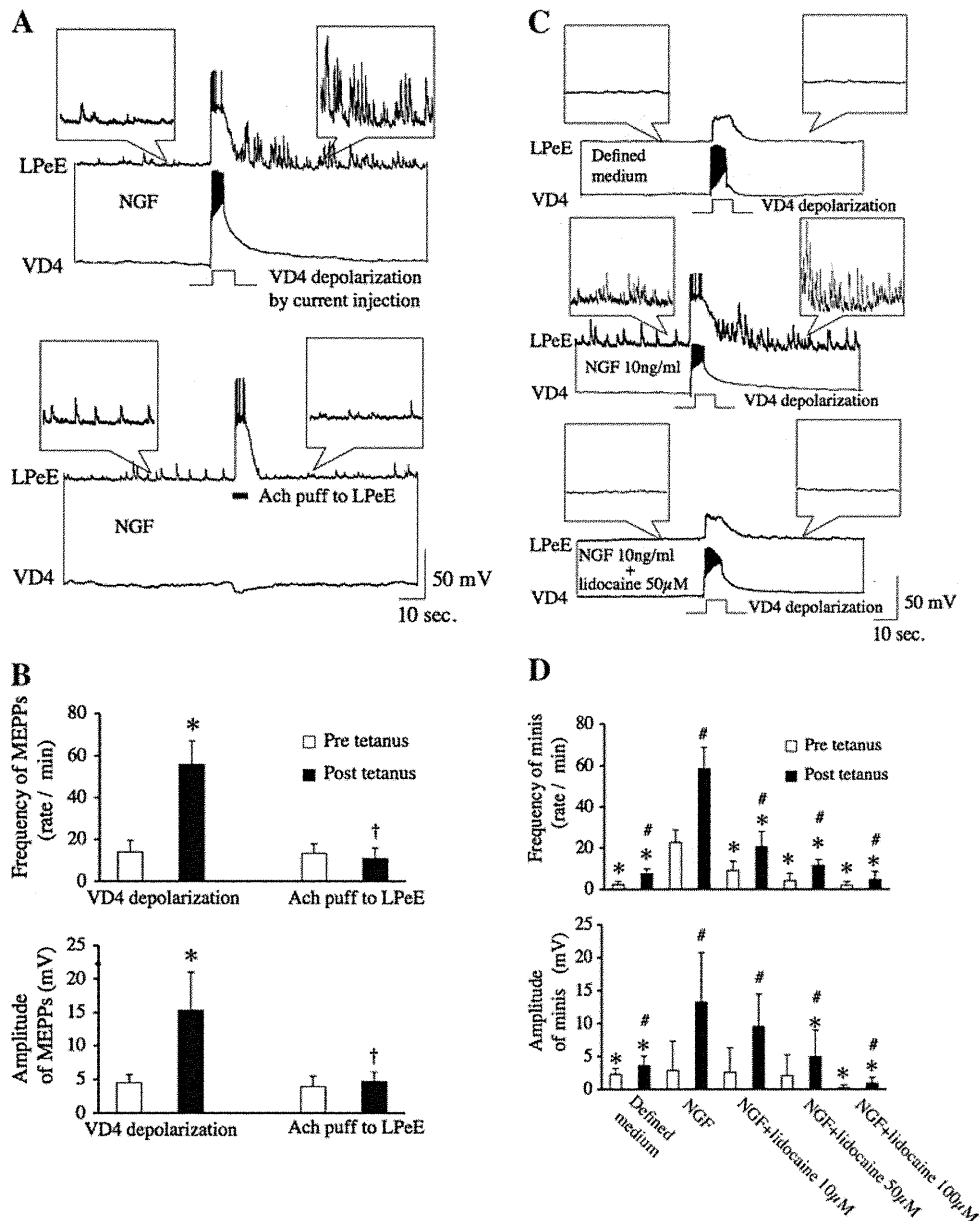 A
LPeE
NGF
VD4
VD4 depolarization
by current injection
LPeE
Ach puff to LPeE
NGF
VD4
50 mV
10 sec.
B
Frequency of MEPPs
(rate / min)
80
60
40
20
0
*
Pre tetanus
Post tetanus
†
VD4 depolarization
Ach puff to LPeE
Amplitude
of MEPPs (mV)
25
20
15
10
5
0
*
†
VD4 depolarization
Ach puff to LPeE
C
LPeE
Defined
medium
VD4
VD4 depolarization
LPeE
NGF 10ng/ml
VD4
VD4 depolarization
LPeE
NGF 10ng/ml
+
lidocaine 50μM
VD4
VD4 depolarization
50 mV
10 sec.
D
Frequency of minis
(rate / min)
80
60
40
20
0
Pre tetanus
Post tetanus
# # # # #
* * * * * * * *
Amplitude
of minis (mV)
25
20
15
10
5
0
# # # # #
* * * * *
Defined
medium
NGF
NGF+lidocaine 10μM
NGF+lidocaine 50μM
NGF+lidocaine 100μM